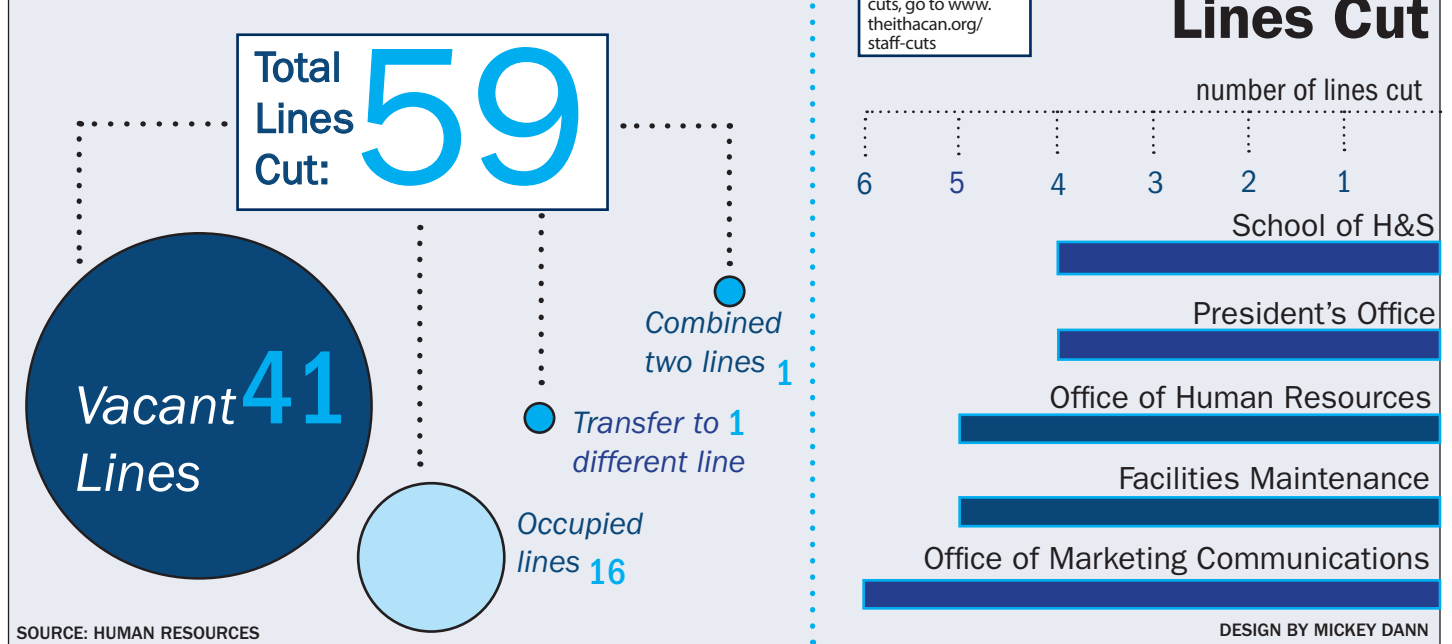 Total
Lines
Cut:
59
Vacant 41
Lines
Occupied
lines 16
Transfer to 1
different line
Combined
two lines 1
SOURCE: HUMAN RESOURCES
cuts, go to www.
theithacan.org/
staff-cuts
Lines Cut
number of lines cut
6 5 4 3 2 1
School of H&S
President's Office
Office of Human Resources
Facilities Maintenance
Office of Marketing Communications
DESIGN BY MICKEY DANN